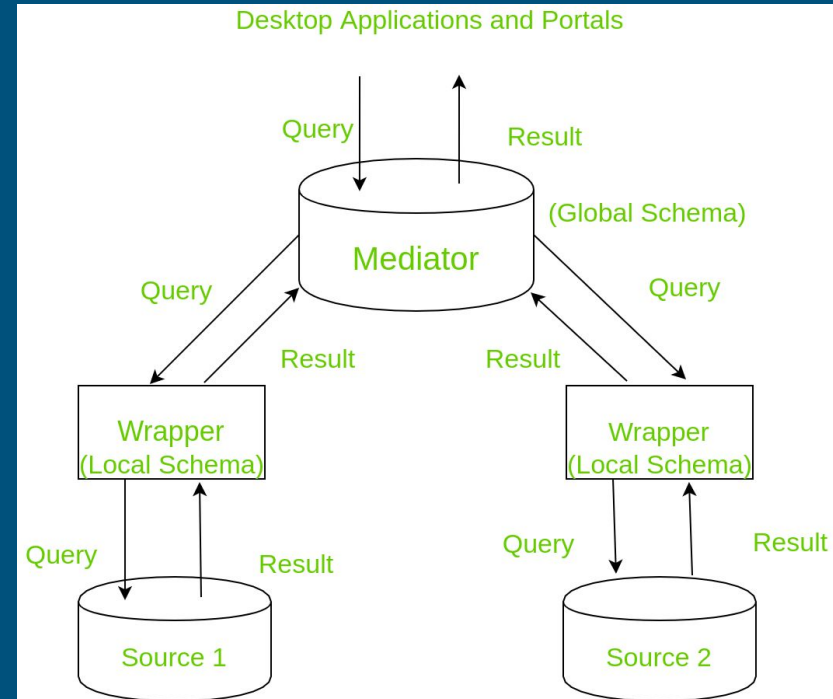 Desktop Applications and Portals
Query
Result
(Global Schema)
Mediator
Query
Query
Result
Result
Wrapper
(Local Schema)
Wrapper
(Local Schema)
Query
Result
Query
Result
Source 1
Source 2